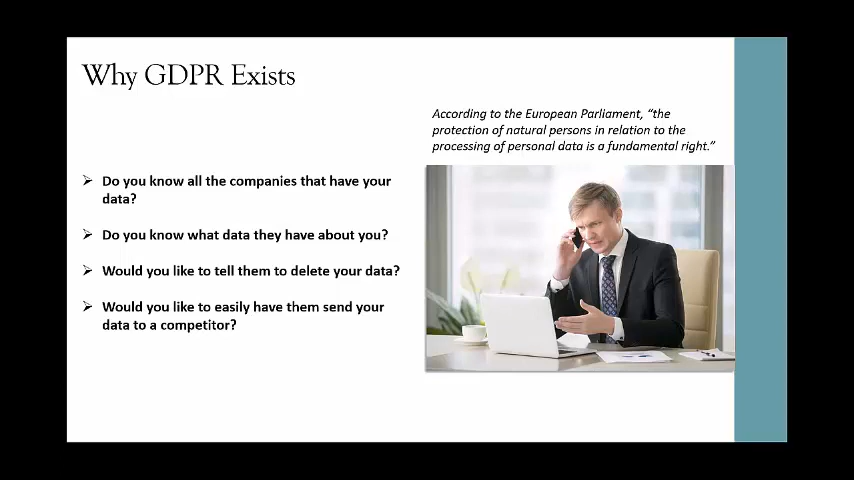 Why GDPR Exists
According to the European Parliament, “the
protection of natural persons in relation to the
processing of personal data is a fundamental right.”
Do you know all the companies that have your
data?
Do you know what data they have about you?
Would you like to tell them to delete your data?
Would you like to easily have them send your
data to a competitor?